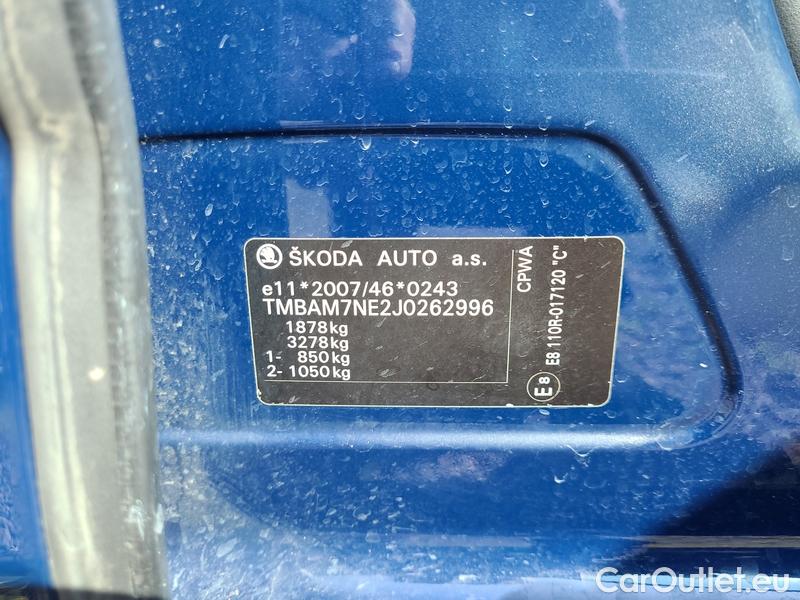 ŠKODA AUTO a.s.
e11*2007/46*0243
TMBAM7NE2J0262996
1878kg
3278kg
1- 850kg
2- 1050kg
CPWA
E8 110R-017120 "C"
E8
CarOutlet.eu